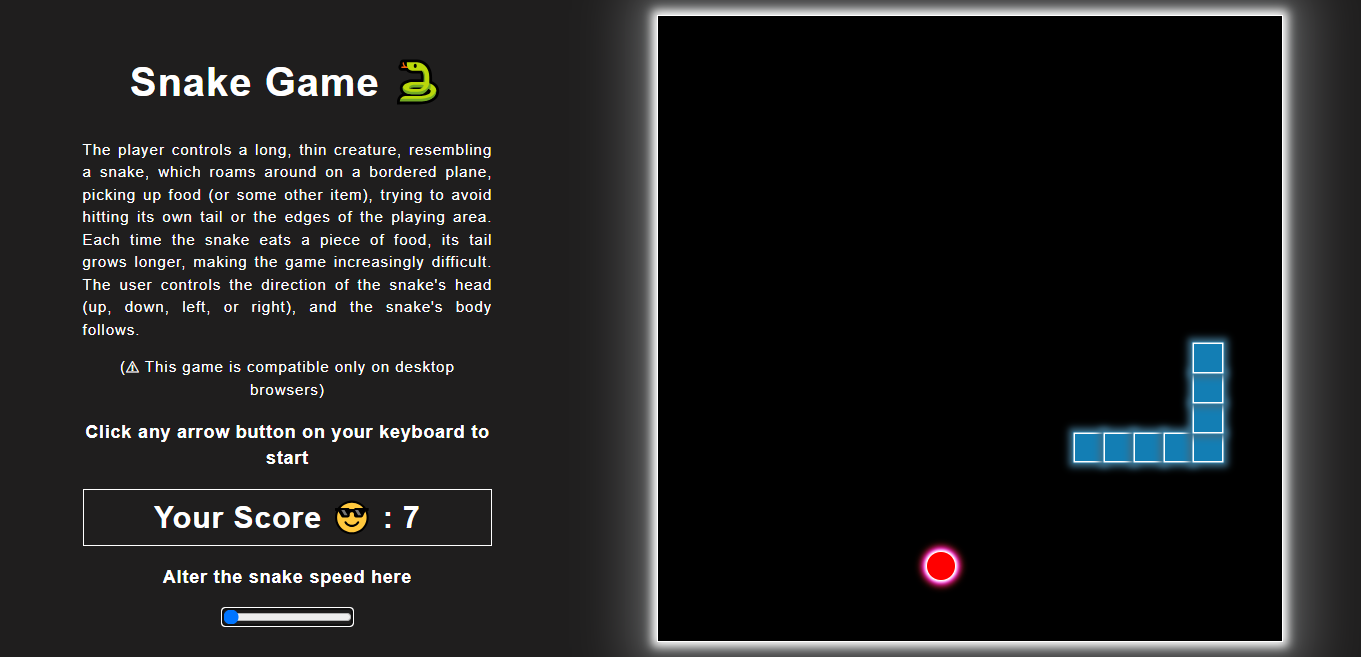 Snake Game 🐍
The player controls a long, thin creature, resembling
a snake, which roams around on a bordered plane,
picking up food (or some other item), trying to avoid
hitting its own tail or the edges of the playing area.
Each time the snake eats a piece of food, its tail
grows longer, making the game increasingly difficult.
The user controls the direction of the snake's head
(up, down, left, or right), and the snake's body
follows.
(⚠ This game is compatible only on desktop
browsers)
Click any arrow button on your keyboard to
start
Your Score 😎 : 7
Alter the snake speed here